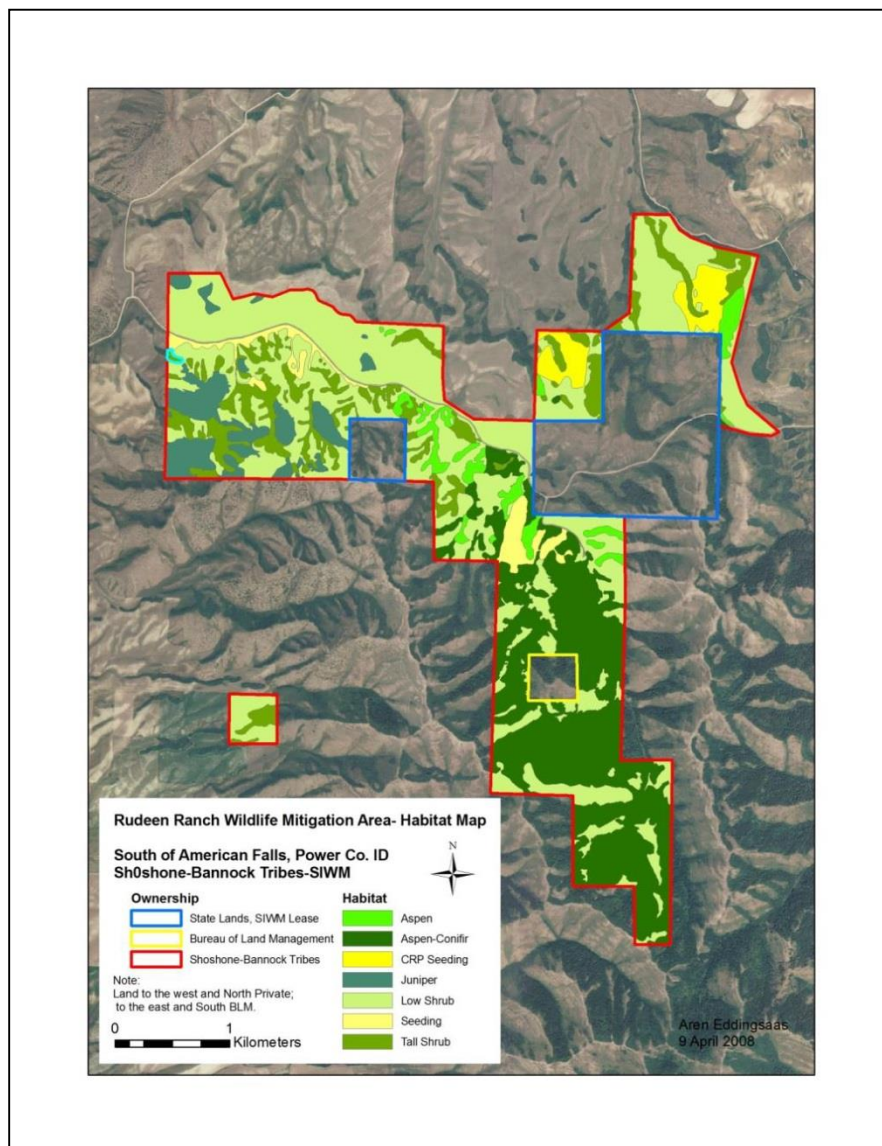 Rudeen Ranch Wildlife Mitigation Area- Habitat Map
South of American Falls, Power Co. ID
Sh0shone-Bannock Tribes-SIWM
N
Ownership
State Lands, SIWM Lease
Bureau of Land Management
Shoshone-Bannock Tribes
Note:
Land to the west and North Private;
to the east and South BLM.
0 1
Kilometers
Habitat
Aspen
Aspen-Conifir
CRP Seeding
Juniper
Low Shrub
Seeding
Tall Shrub
Aren Eddingsaas
9 April 2008